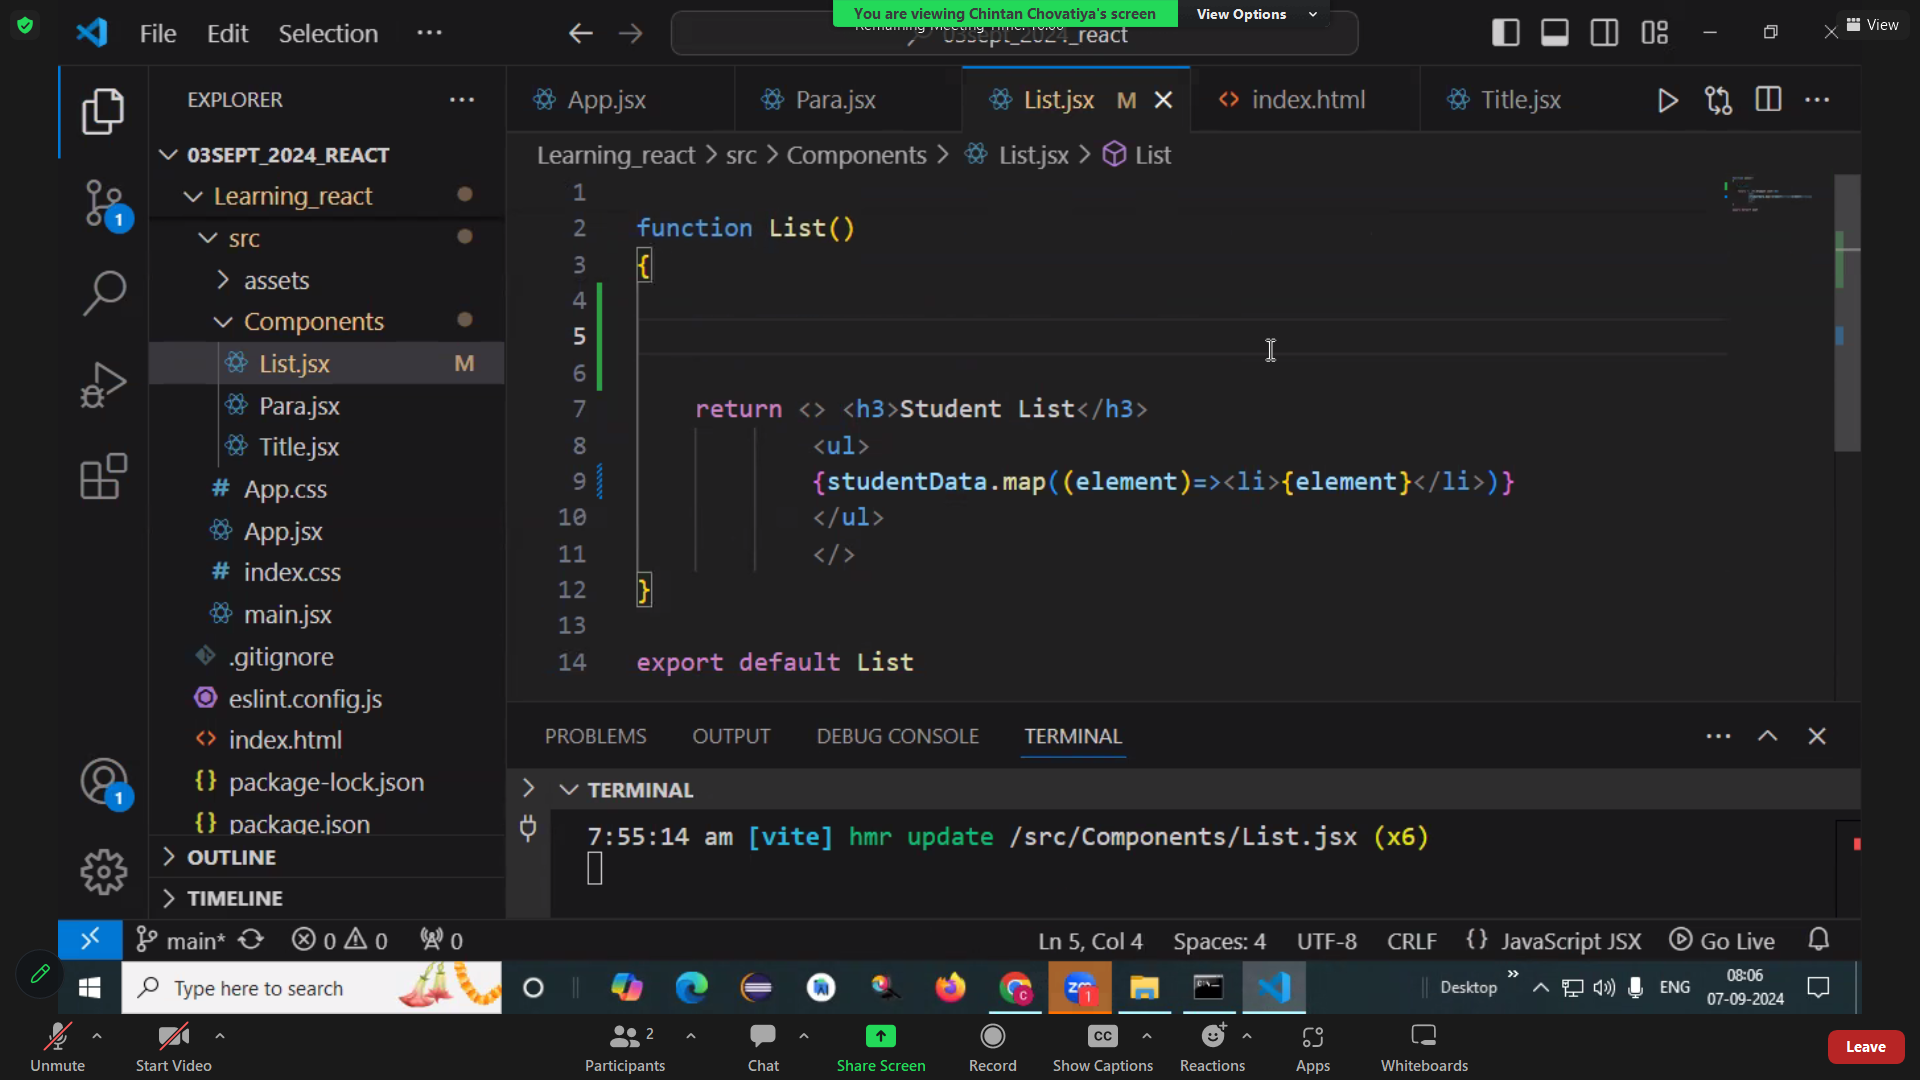 You are viewing Chintan Chovatiya's screen
View Options
View
File Edit Selection ...
03sept_2024_react
EXPLORER
App.jsx
Para.jsx
List.jsx M
index.html
Title.jsx
03SEPT_2024_REACT
Learning_react > src > Components > List.jsx > List
Learning_react
src
assets
Components
List.jsx M
Para.jsx
Title.jsx
App.css
App.jsx
index.css
main.jsx
.gitignore
eslint.config.js
index.html
package-lock.json
package.json
OUTLINE
TIMELINE
1
2 function List()
3 {
4
5
6
7 return <> <h3>Student List</h3>
8 <ul>
9 {studentData.map((element)=><li>{element}</li>)}
10 </ul>
11 </>
12 }
13
14 export default List
1
1
PROBLEMS OUTPUT DEBUG CONSOLE TERMINAL
TERMINAL
7:55:14 am [vite] hmr update /src/Components/List.jsx (x6)
main* 0 0 0
Ln 5, Col 4 Spaces: 4 UTF-8 CRLF {} JavaScript JSX Go Live
Type here to search
zm 1
Desktop
ENG
08:06
07-09-2024
Unmute
Start Video
Participants 2
Chat
Share Screen
Record
CC
Show Captions
Reactions
Apps
Whiteboards
Leave